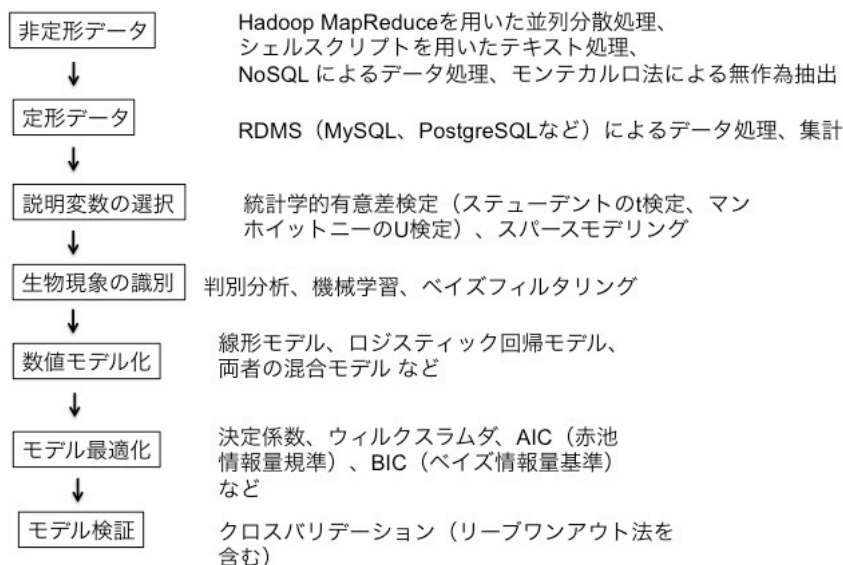 非定形データ
Hadoop MapReduceを用いた並列分散処理、
シェルスクリプトを用いたテキスト処理、
NoSQL によるデータ処理、モンテカルロ法による無作為抽出
定形データ
RDMS（MySQL、PostgreSQLなど）によるデータ処理、集計
説明変数の選択
統計学的有意差検定（ステューデントのt検定、マン
ホイットニーのU検定）、スパースモデリング
生物現象の識別
判別分析、機械学習、ベイズフィルタリング
数値モデル化
線形モデル、ロジスティック回帰モデル、
両者の混合モデル など
モデル最適化
決定係数、ウィルクスラムダ、AIC（赤池
情報量規準）、BIC（ベイズ情報量基準）
など
モデル検証
クロスバリデーション（リーブワンアウト法を
含む）